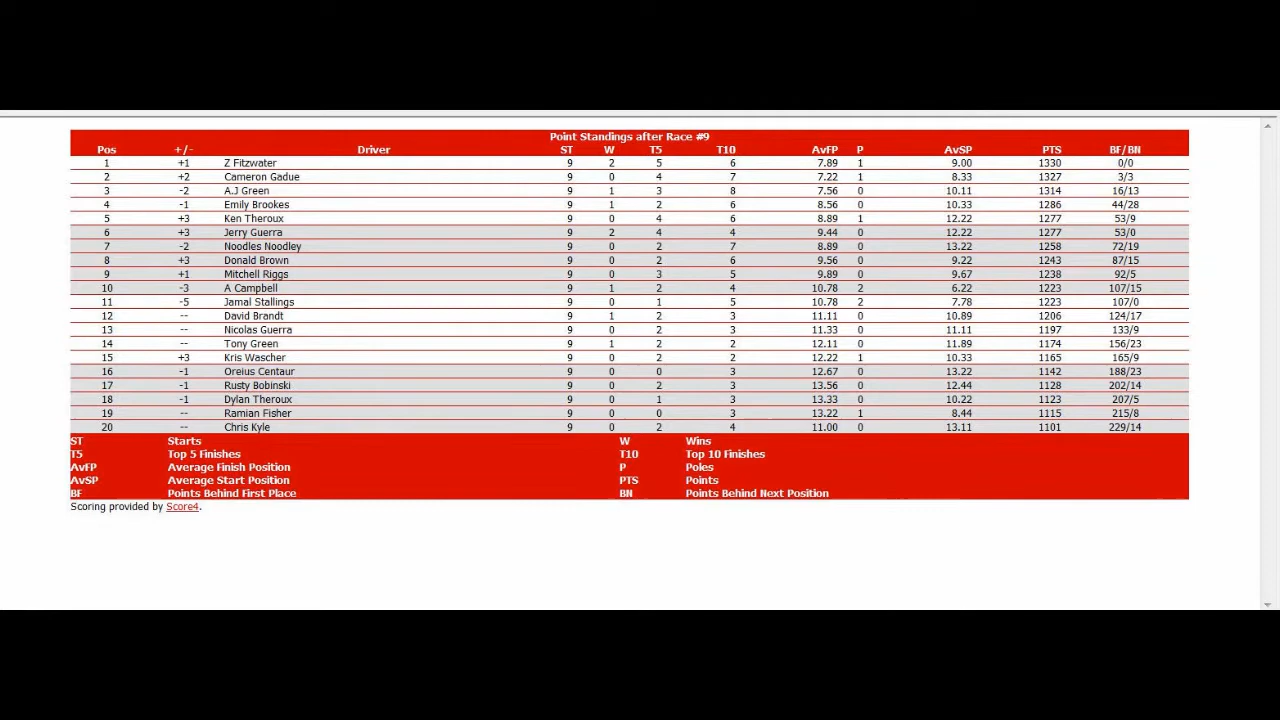 Point Standings after Race #9
Pos +/- Driver ST W T5 T10 AvFP P AvSP PTS BF/BN
1 +1 Z Fitzwater 9 2 5 6 7.89 1 9.00 1330 0/0
2 +2 Cameron Gadue 9 0 4 7 7.22 1 8.33 1327 3/3
3 -2 A.J Green 9 1 3 8 7.56 0 10.11 1314 16/13
4 -1 Emily Brookes 9 1 2 6 8.56 0 10.33 1286 44/28
5 +3 Ken Theroux 9 0 4 6 8.89 1 12.22 1277 53/9
6 +3 Jerry Guerra 9 2 4 4 9.44 0 12.22 1277 53/0
7 -2 Noodles Noodley 9 0 2 7 8.89 0 13.22 1258 72/19
8 +3 Donald Brown 9 0 2 6 9.56 0 9.22 1243 87/15
9 +1 Mitchell Riggs 9 0 3 5 9.89 0 9.67 1238 92/5
10 -3 A Campbell 9 1 2 4 10.78 2 6.22 1223 107/15
11 -5 Jamal Stallings 9 0 1 5 10.78 2 7.78 1223 107/0
12 -- David Brandt 9 1 2 3 11.11 0 10.89 1206 124/17
13 -- Nicolas Guerra 9 0 2 3 11.33 0 11.11 1197 133/9
14 -- Tony Green 9 1 2 2 12.11 0 11.89 1174 156/23
15 +3 Kris Wascher 9 0 2 2 12.22 1 10.33 1165 165/9
16 -1 Oreius Centaur 9 0 0 3 12.67 0 13.22 1142 188/23
17 -1 Rusty Bobinski 9 0 2 3 13.56 0 12.44 1128 202/14
18 -1 Dylan Theroux 9 0 1 3 13.33 0 10.22 1123 207/5
19 -- Ramian Fisher 9 0 0 3 13.22 1 8.44 1115 215/8
20 -- Chris Kyle 9 0 2 4 11.00 0 13.11 1101 229/14
ST Starts W Wins
T5 Top 5 Finishes T10 Top 10 Finishes
AvFP Average Finish Position P Poles
AvSP Average Start Position PTS Points
BF Points Behind First Place BN Points Behind Next Position
Scoring provided by Score4.